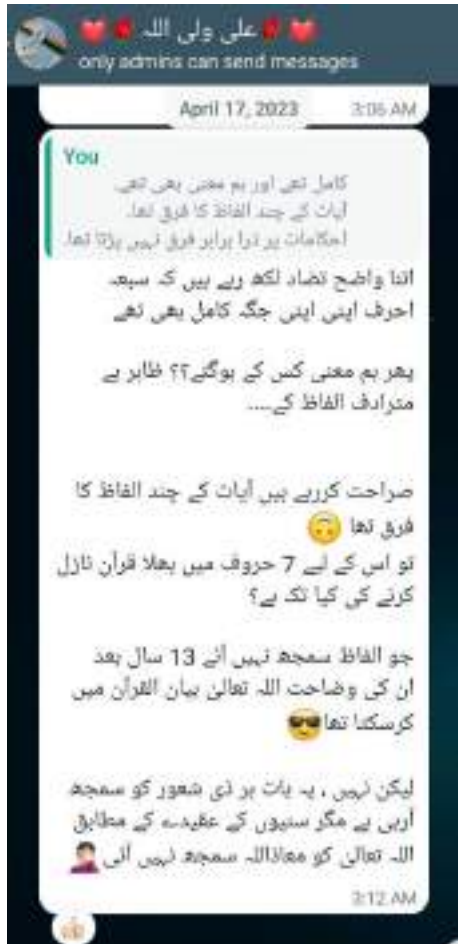 ❤️🌹علی ولی اللہ🌹❤️
only admins can send messages
April 17, 2023
3:06 AM
You
کامل تھے اور ہم معنی بھی تھے.
آیات کے چند الفاظ کا فرق تھا.
احکامات پر ذرا برابر فرق نہیں پڑتا تھا.
اتنا واضح تضاد لکھ رہے ہیں کہ سبعہ
احرف اپنی اپنی جگہ کامل بھی تھے
پھر ہم معنی کس کے ہوگئے؟؟ ظاہر ہے
مترادف الفاظ کے....
صراحت کررہے ہیں آیات کے چند الفاظ کا
فرق تھا 🙃
تو اس کے لیے 7 حروف میں بھلا قرآن نازل
کرنے کی کیا تک ہے؟
جو الفاظ سمجھ نہیں آئے 13 سال بعد
ان کی وضاحت اللہ تعالیٰ بیان القرآن میں
کرسکتا تھا😎
لیکن نہیں ، یہ بات ہر ذی شعور کو سمجھ
آرہی ہے مگر سنیوں کے عقیدے کے مطابق
اللہ تعالیٰ کو معاذاللہ سمجھ نہیں آئی🤦🏻‍♂️
3:12 AM